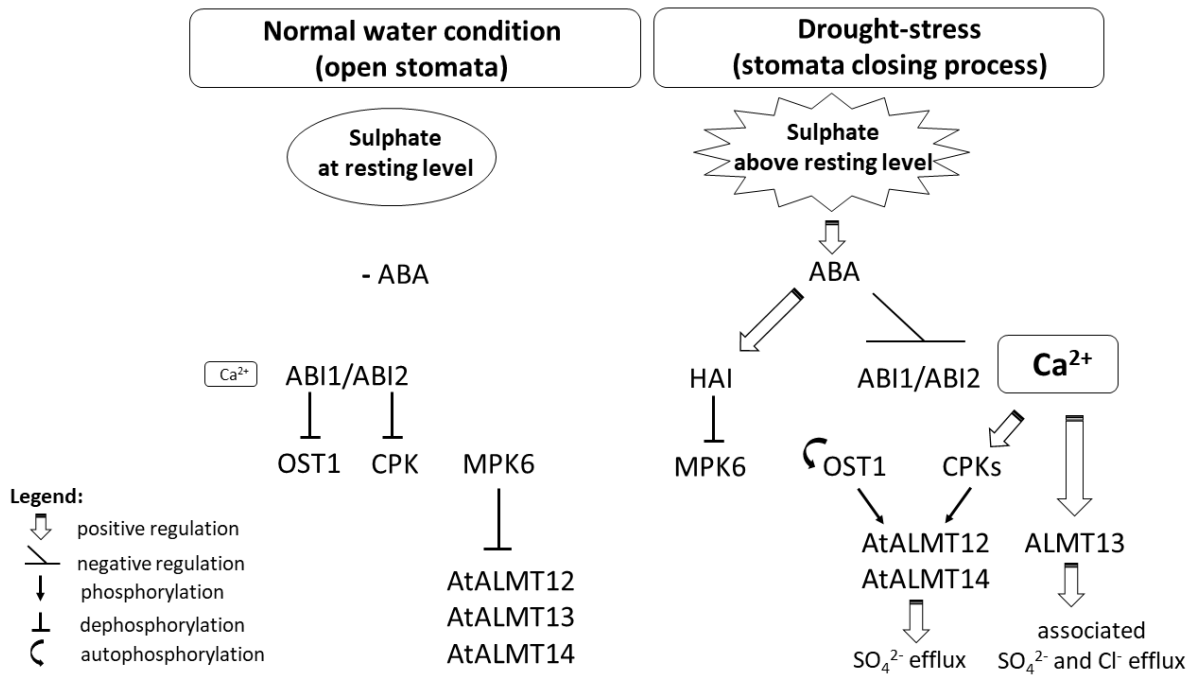 Normal water condition
(open stomata)
Drought-stress
(stomata closing process)
Sulphate
at resting level
Sulphate
above resting level
- ABA
ABA
Ca²⁺
ABI1/ABI2
HAI
ABI1/ABI2
Ca²⁺
OST1
CPK
MPK6
MPK6
OST1
CPKs
AtALMT12
AtALMT13
AtALMT14
AtALMT12
AtALMT14
ALMT13
SO₄²⁻ efflux
associated
SO₄²⁻ and Cl⁻ efflux
Legend:
positive regulation
negative regulation
phosphorylation
dephosphorylation
autophosphorylation